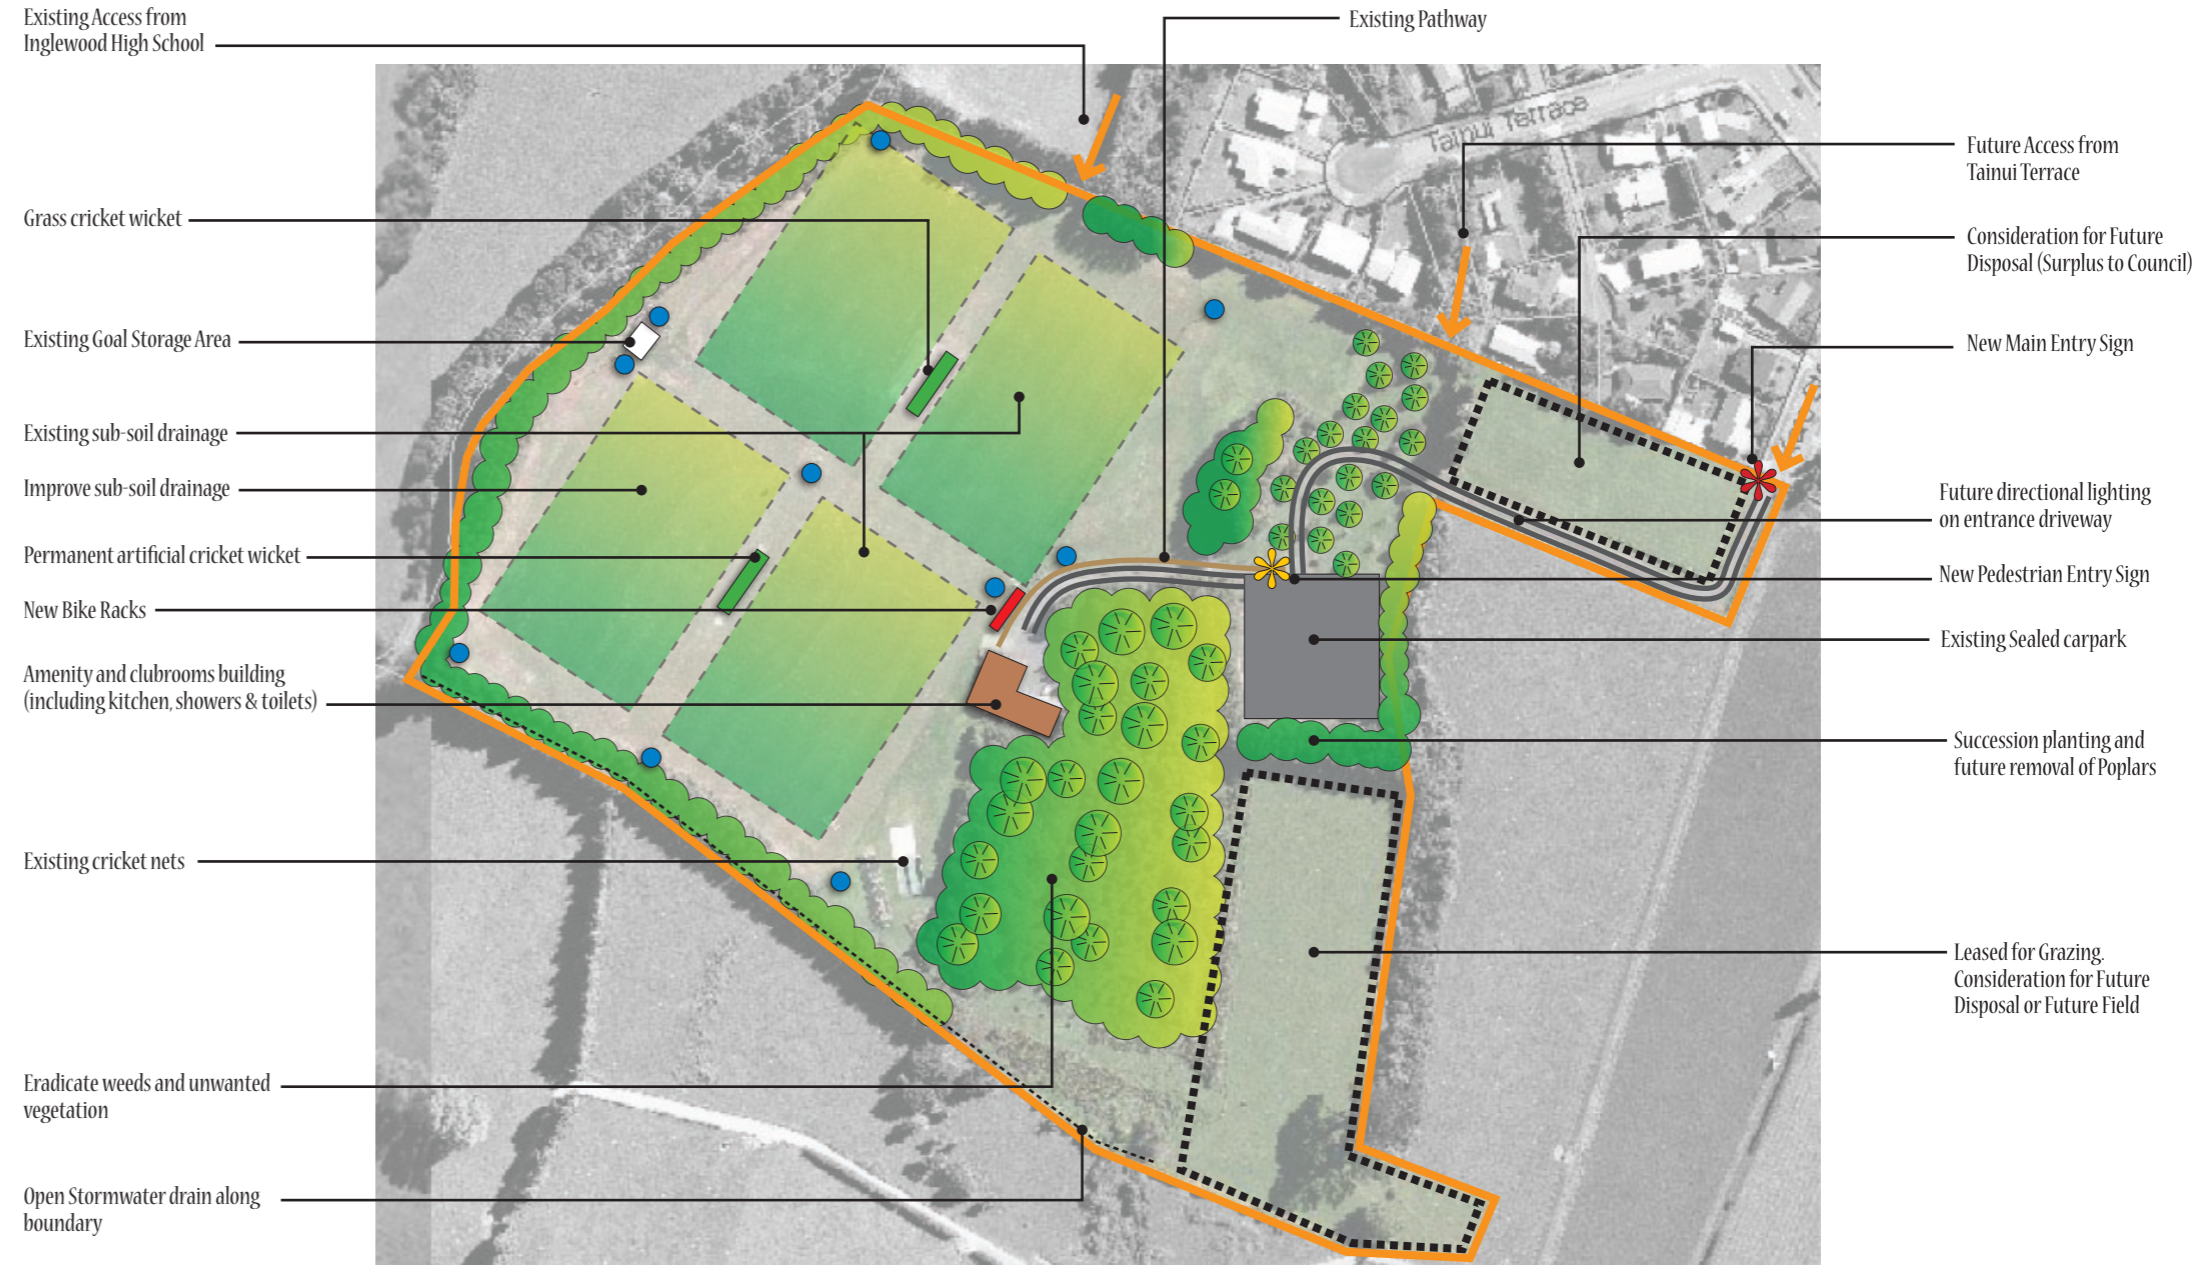 Existing Access from
Inglewood High School
Existing Pathway
Tainui Terrace
Future Access from
Tainui Terrace
Grass cricket wicket
Consideration for Future
Disposal (Surplus to Council)
Existing Goal Storage Area
New Main Entry Sign
Existing sub-soil drainage
Improve sub-soil drainage
Future directional lighting
on entrance driveway
Permanent artificial cricket wicket
New Pedestrian Entry Sign
New Bike Racks
Existing Sealed carpark
Amenity and clubrooms building
(including kitchen, showers & toilets)
Succession planting and
future removal of Poplars
Existing cricket nets
Leased for Grazing.
Consideration for Future
Disposal or Future Field
Eradicate weeds and unwanted
vegetation
Open Stormwater drain along
boundary